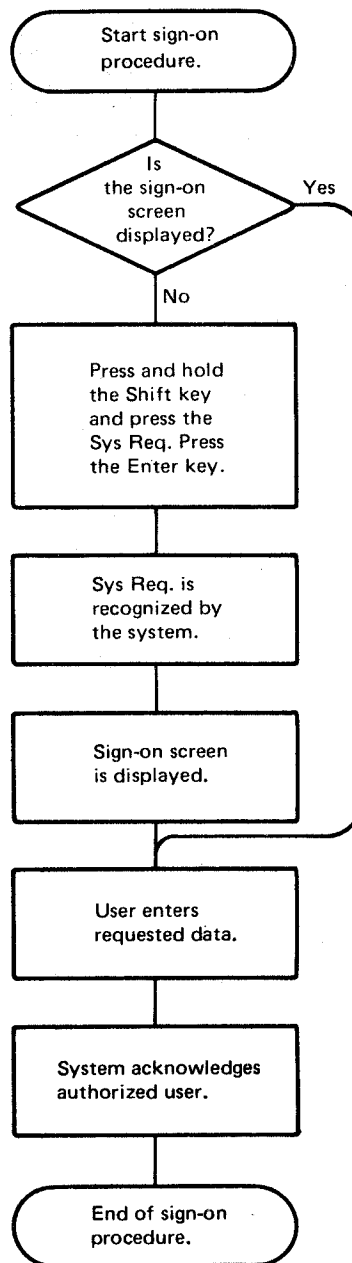 Start sign-on
procedure.
Is
the sign-on
screen
displayed?
Yes
No
Press and hold
the Shift key
and press the
Sys Req. Press
the Enter key.
Sys Req. is
recognized by
the system.
Sign-on screen
is displayed.
User enters
requested data.
System acknowledges
authorized user.
End of sign-on
procedure.